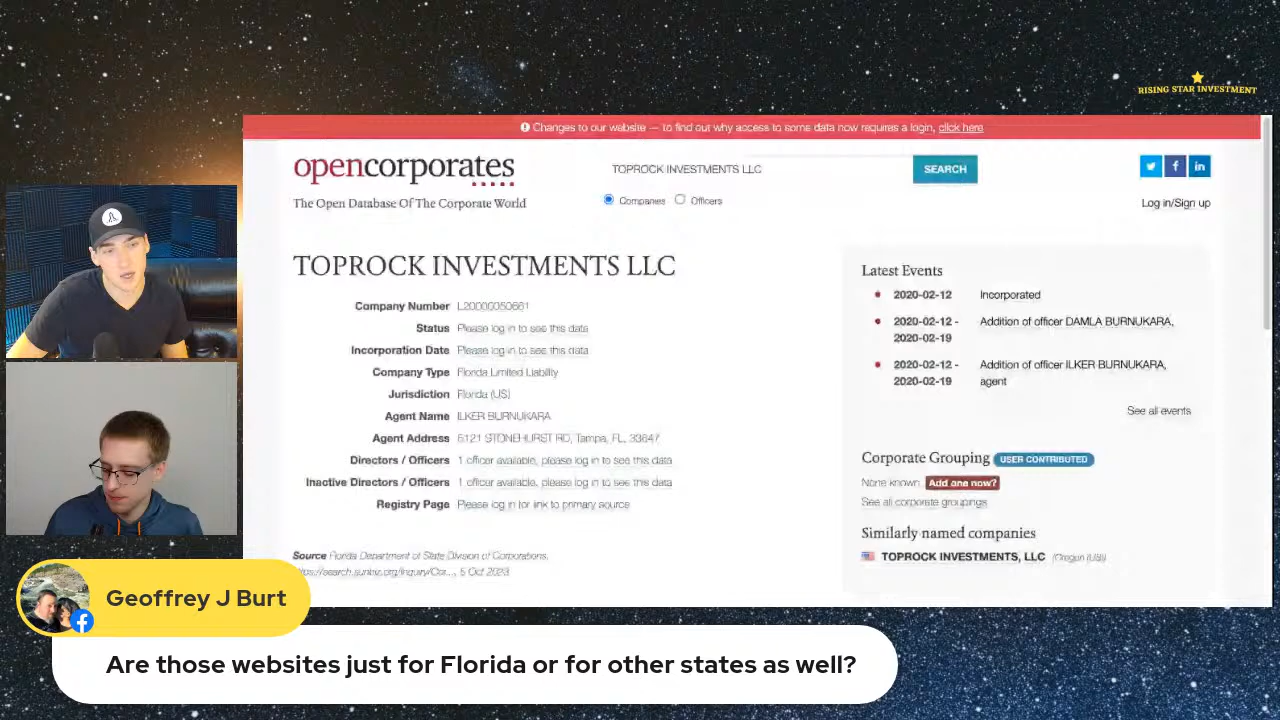 RISING STAR INVESTMENT
Changes to our website — to find out why access to some data now requires a login, click here
opencorporates
The Open Database Of The Corporate World
TOPROCK INVESTMENTS LLC
SEARCH
Companies Officers
Log in/Sign up
TOPROCK INVESTMENTS LLC
Company Number L20000050661
Status Please log in to see this data
Incorporation Date Please log in to see this data
Company Type Florida Limited Liability
Jurisdiction Florida (US)
Agent Name ILKER BURNUKARA
Agent Address 6121 STONEHURST RD, Tampa, FL, 33647
Directors / Officers 1 officer available, please log in to see this data
Inactive Directors / Officers 1 officer available, please log in to see this data
Registry Page Please log in for link to primary source
Source Florida Department of State Division of Corporations,
5 Oct 2023
Latest Events
2020-02-12 Incorporated
2020-02-12 - 2020-02-19 Addition of officer DAMLA BURNUKARA,
2020-02-12 - 2020-02-19 Addition of officer ILKER BURNUKARA, agent
See all events
Corporate Grouping USER CONTRIBUTED
None known. Add one now?
See all corporate groupings
Similarly named companies
TOPROCK INVESTMENTS, LLC (Oregon (US))
Geoffrey J Burt
Are those websites just for Florida or for other states as well?